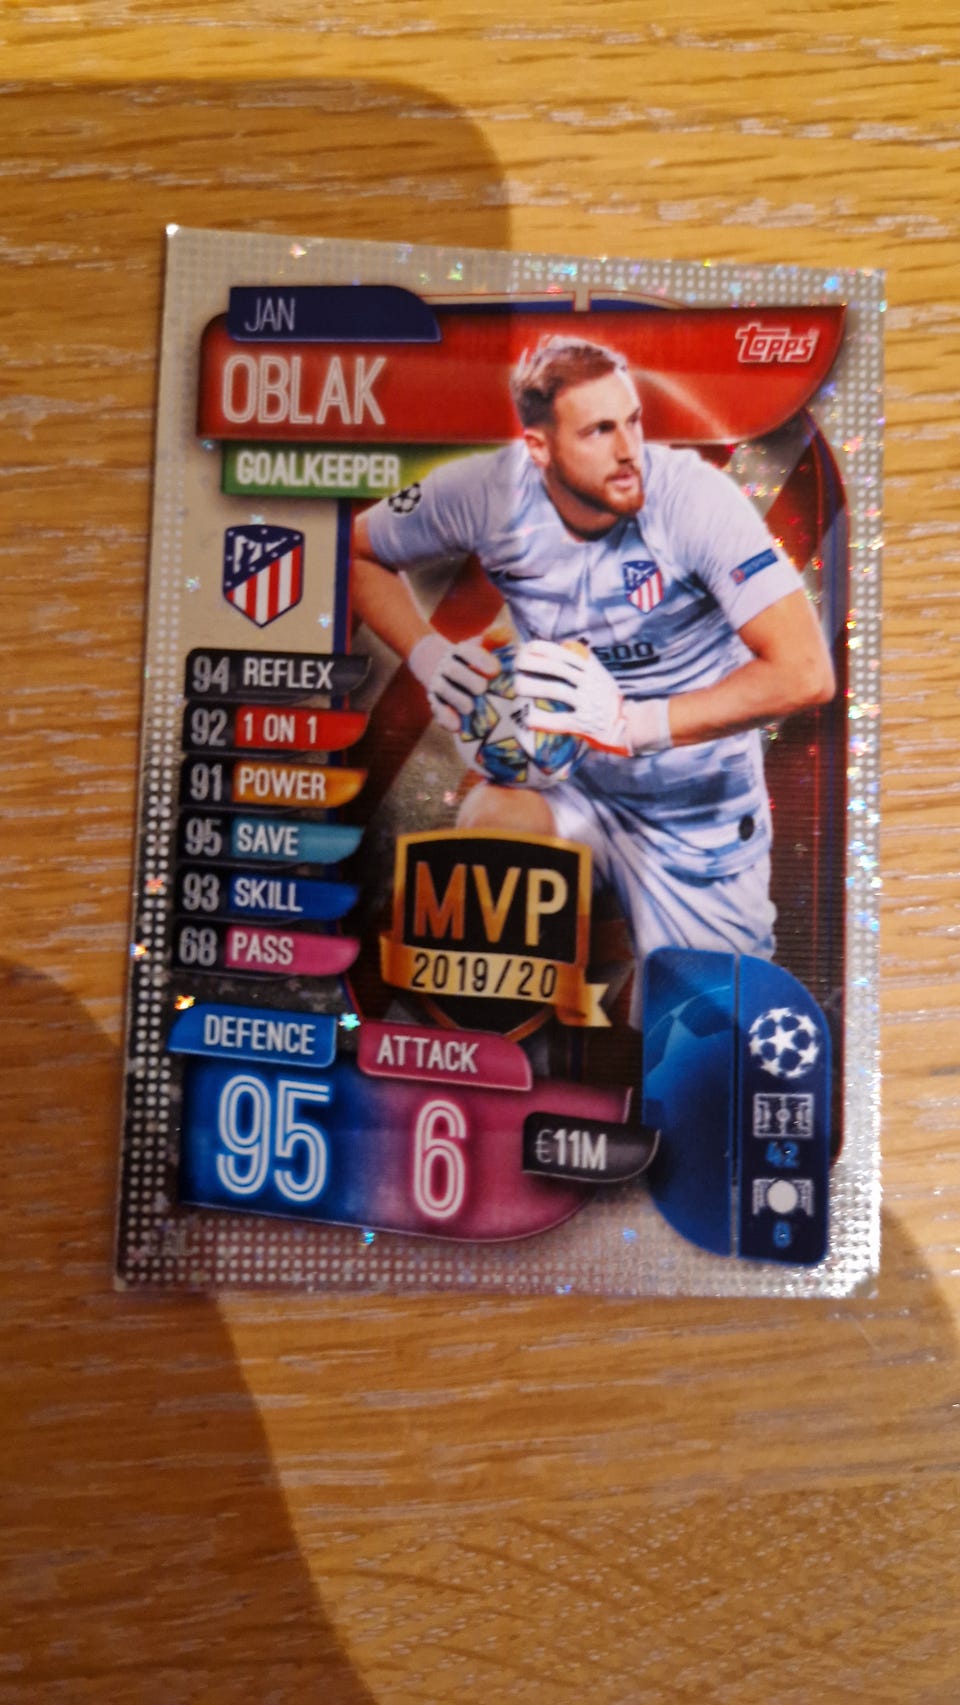 JAN
topps
OBLAK
GOALKEEPER
94 REFLEX
92 1 ON 1
91 POWER
95 SAVE
93 SKILL
68 PASS
MVP
2019/20
DEFENCE
ATTACK
95
6
€11M
42